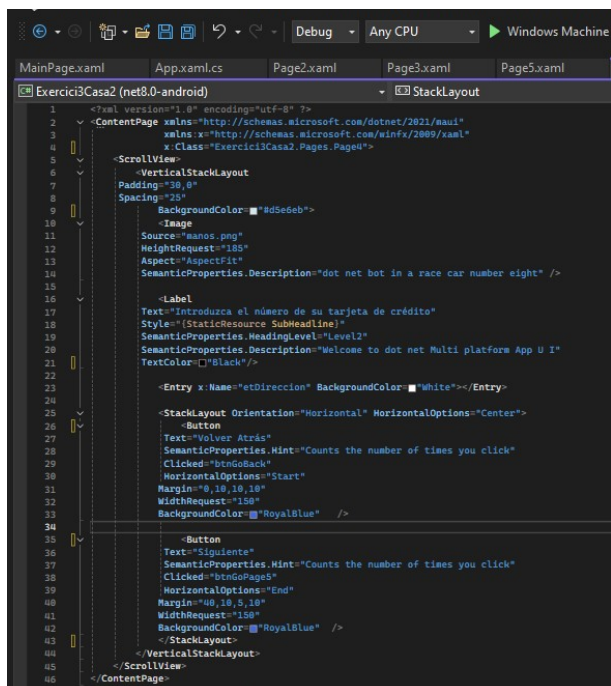 Debug Any CPU Windows Machine
MainPage.xaml App.xaml.cs Page2.xaml Page3.xaml Page5.xaml
C# Exercici3Casa2 (net8.0-android) StackLayout
1 <?xml version="1.0" encoding="utf-8" ?>
2 <ContentPage xmlns="http://schemas.microsoft.com/dotnet/2021/maui"
3 xmlns:x="http://schemas.microsoft.com/winfx/2009/xaml"
4 x:Class="Exercici3Casa2.Pages.Page4">
5 <ScrollView>
6 <VerticalStackLayout
7 Padding="30,0"
8 Spacing="25"
9 BackgroundColor="#d5e6eb">
10 <Image
11 Source="manos.png"
12 HeightRequest="185"
13 Aspect="AspectFit"
14 SemanticProperties.Description="dot net bot in a race car number eight" />
15
16 <Label
17 Text="Introduzca el número de su tarjeta de crédito"
18 Style="{StaticResource SubHeadline}"
19 SemanticProperties.HeadingLevel="Level2"
20 SemanticProperties.Description="Welcome to dot net Multi platform App U I"
21 TextColor="Black"/>
22
23 <Entry x:Name="etDireccion" BackgroundColor="White"></Entry>
24
25 <StackLayout Orientation="Horizontal" HorizontalOptions="Center">
26 <Button
27 Text="Volver Atrás"
28 SemanticProperties.Hint="Counts the number of times you click"
29 Clicked="btnGoBack"
30 HorizontalOptions="Start"
31 Margin="0,10,10,10"
32 WidthRequest="150"
33 BackgroundColor="RoyalBlue" />
34
35 <Button
36 Text="Siguiente"
37 SemanticProperties.Hint="Counts the number of times you click"
38 Clicked="btnGoPage5"
39 HorizontalOptions="End"
40 Margin="40,10,5,10"
41 WidthRequest="150"
42 BackgroundColor="RoyalBlue" />
43 </StackLayout>
44 </VerticalStackLayout>
45 </ScrollView>
46 </ContentPage>